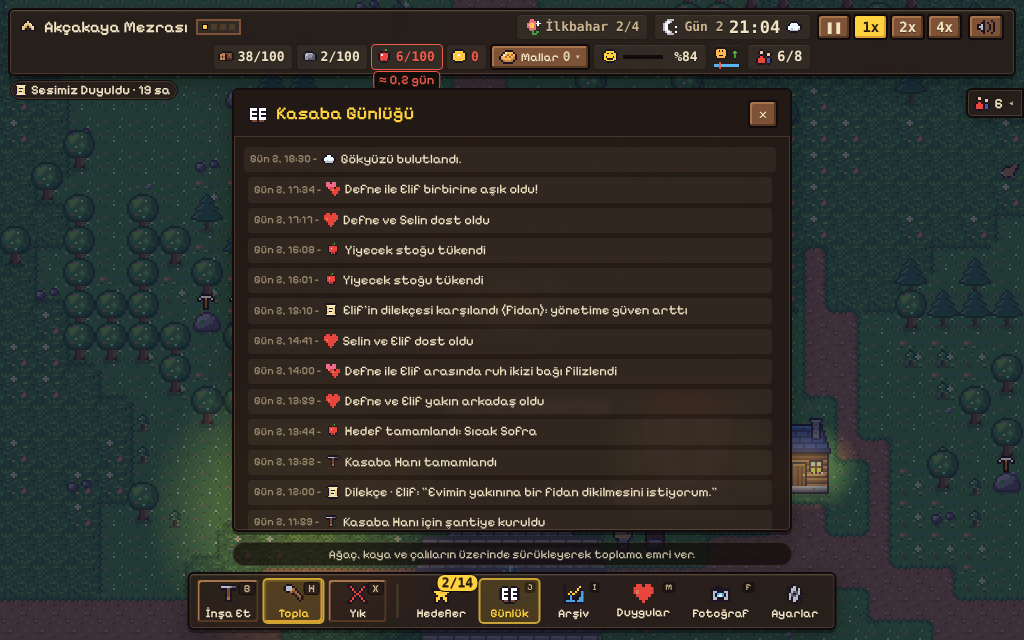 Akçakaya Mezrası
İlkbahar 2/4
Gün 2 21:04
1x
2x
4x
38/100
2/100
6/100
0
Mallar 0
%84
6/8
≈ 0.8 gün
Sesimiz Duyuldu · 19 sa
6
Kasaba Günlüğü
×
Gün 2, 18:30 - Gökyüzü bulutlandı.
Gün 2, 17:34 - Defne ile Elif birbirine aşık oldu!
Gün 2, 17:17 - Defne ve Selin dost oldu
Gün 2, 16:08 - Yiyecek stoğu tükendi
Gün 2, 16:01 - Yiyecek stoğu tükendi
Gün 2, 15:10 - Elif'in dilekçesi karşılandı (Fidan): yönetime güven arttı
Gün 2, 14:41 - Selin ve Elif dost oldu
Gün 2, 14:00 - Defne ile Elif arasında ruh ikizi bağı filizlendi
Gün 2, 13:59 - Defne ve Elif yakın arkadaş oldu
Gün 2, 13:44 - Hedef tamamlandı: Sıcak Sofra
Gün 2, 13:38 - Kasaba Hanı tamamlandı
Gün 2, 12:00 - Dilekçe · Elif: "Evimin yakınına bir fidan dikilmesini istiyorum."
Gün 2, 11:59 - Kasaba Hanı için şantiye kuruldu
Ağaç, kaya ve çalıların üzerinde sürükleyerek toplama emri ver.
İnşa Et B
Topla H
Yık X
2/14
Hedefler
Günlük J
Arşiv I
Duygular M
Fotoğraf F
Ayarlar